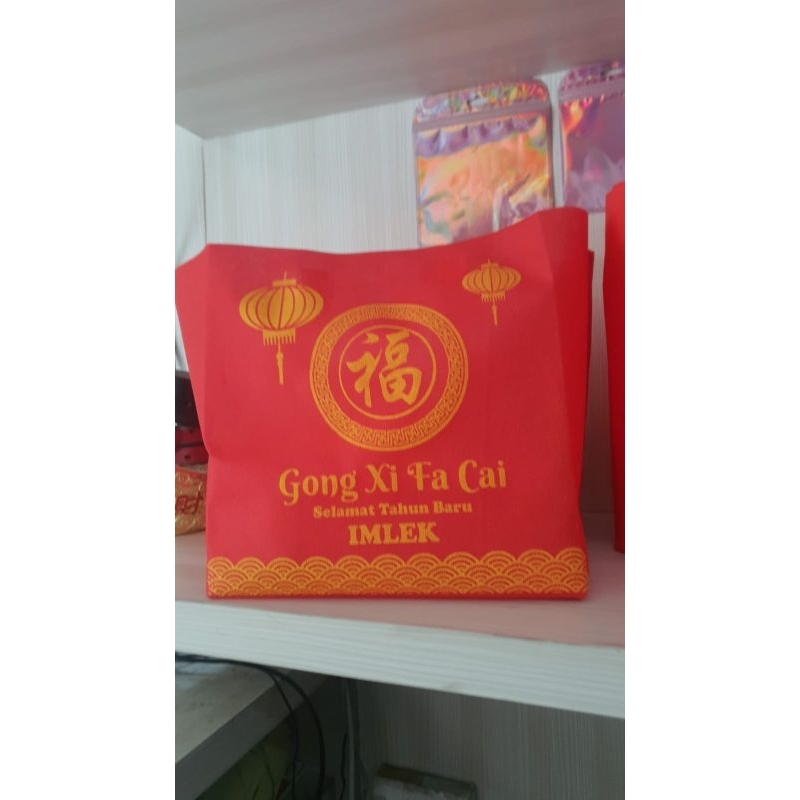 福
Gong Xi Fa Cai
Selamat Tahun Baru
IMLEK